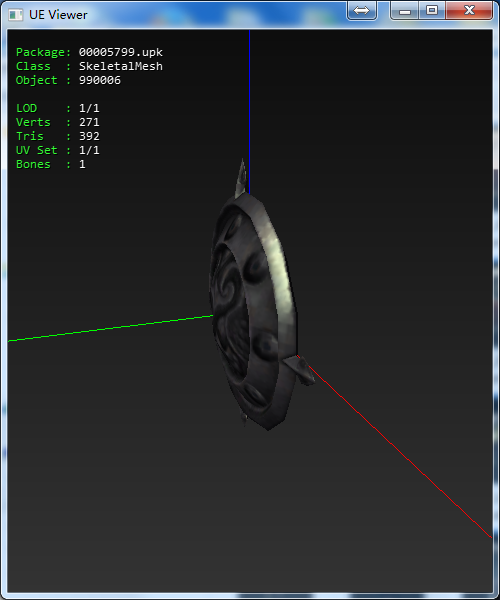 UE Viewer
Package: 00005799.upk
Class : SkeletalMesh
Object : 990006
LOD : 1/1
Verts : 271
Tris : 392
UV Set : 1/1
Bones : 1